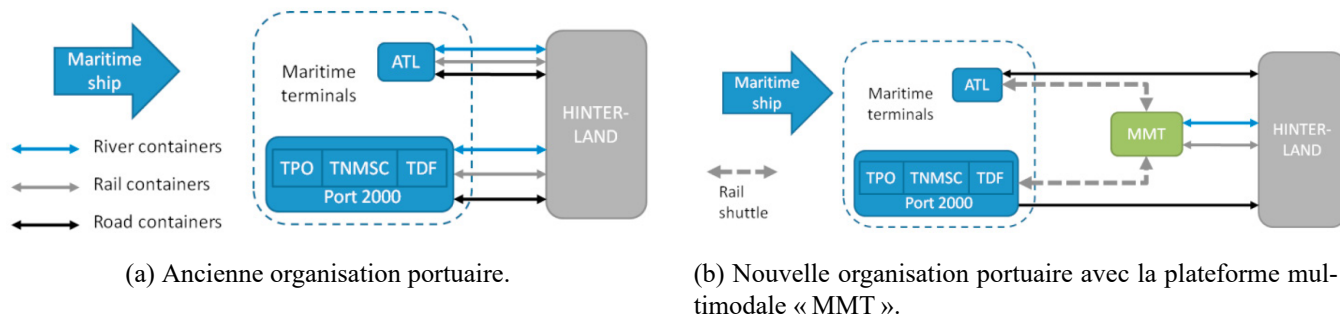 Maritime
ship
Maritime
terminals
ATL
HINTER-
LAND
River containers
Rail containers
Road containers
TPO TNMSC TDF
Port 2000
(a) Ancienne organisation portuaire.
Maritime
ship
Maritime
terminals
ATL
MMT
HINTER-
LAND
Rail
shuttle
TPO TNMSC TDF
Port 2000
(b) Nouvelle organisation portuaire avec la plateforme mul-
timodale « MMT ».